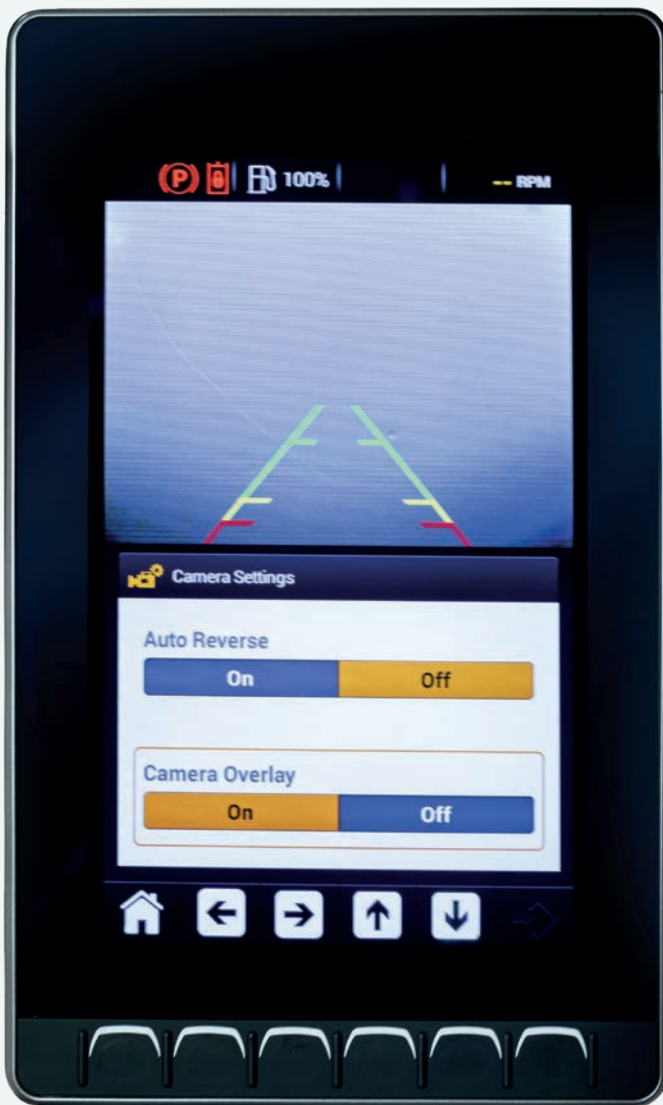 P 100% -- RPM
Camera Settings
Auto Reverse
On Off
Camera Overlay
On Off